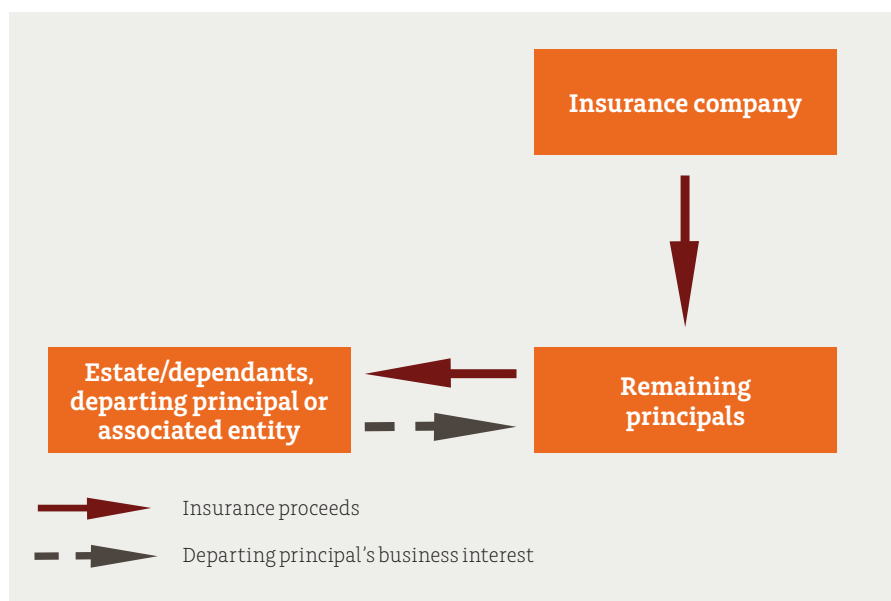 Insurance company
Estate/dependants,
departing principal or
associated entity
Remaining
principals
Insurance proceeds
Departing principal's business interest